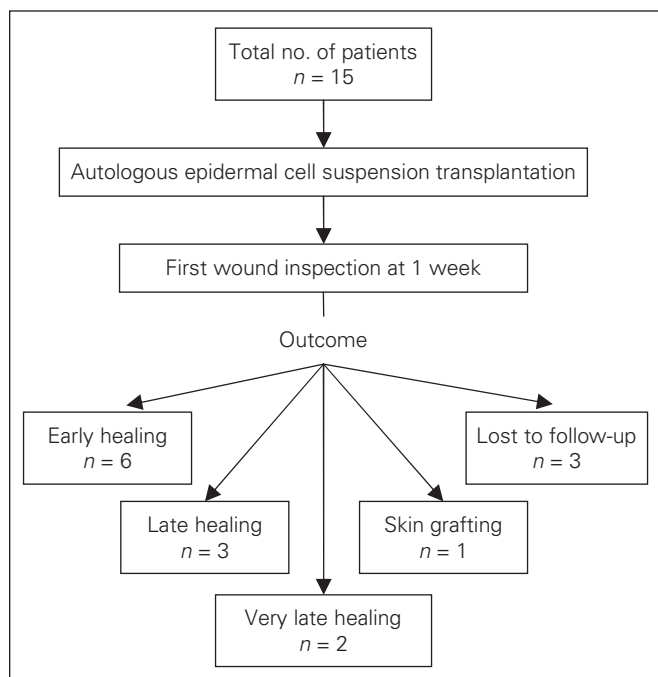 Total no. of patients
n = 15
Autologous epidermal cell suspension transplantation
First wound inspection at 1 week
Outcome
Early healing
n = 6
Lost to follow-up
n = 3
Late healing
n = 3
Skin grafting
n = 1
Very late healing
n = 2